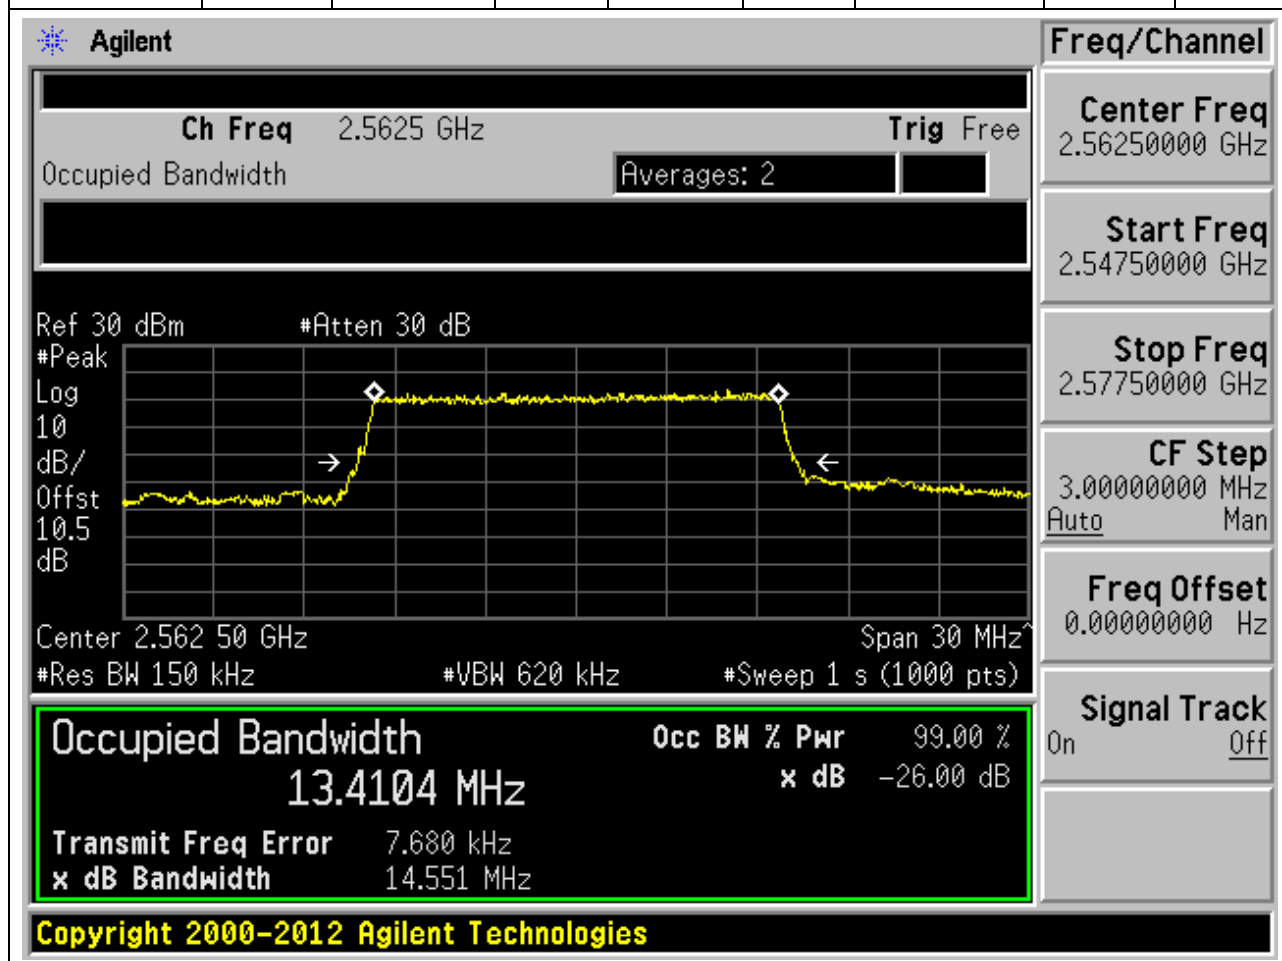 Agilent
Freq/Channel
Ch Freq 2.5625 GHz Trig Free
Occupied Bandwidth Averages: 2
Center Freq
2.56250000 GHz
Start Freq
2.54750000 GHz
Stop Freq
2.57750000 GHz
CF Step
3.00000000 MHz
Auto Man
Freq Offset
0.00000000 Hz
Signal Track
On Off
Ref 30 dBm #Atten 30 dB
#Peak
Log
10
dB/
Offst
10.5
dB
Center 2.562 50 GHz Span 30 MHz^
#Res BW 150 kHz #VBW 620 kHz #Sweep 1 s (1000 pts)
Occupied Bandwidth Occ BW % Pwr 99.00 %
13.4104 MHz x dB -26.00 dB
Transmit Freq Error 7.680 kHz
x dB Bandwidth 14.551 MHz
Copyright 2000-2012 Agilent Technologies